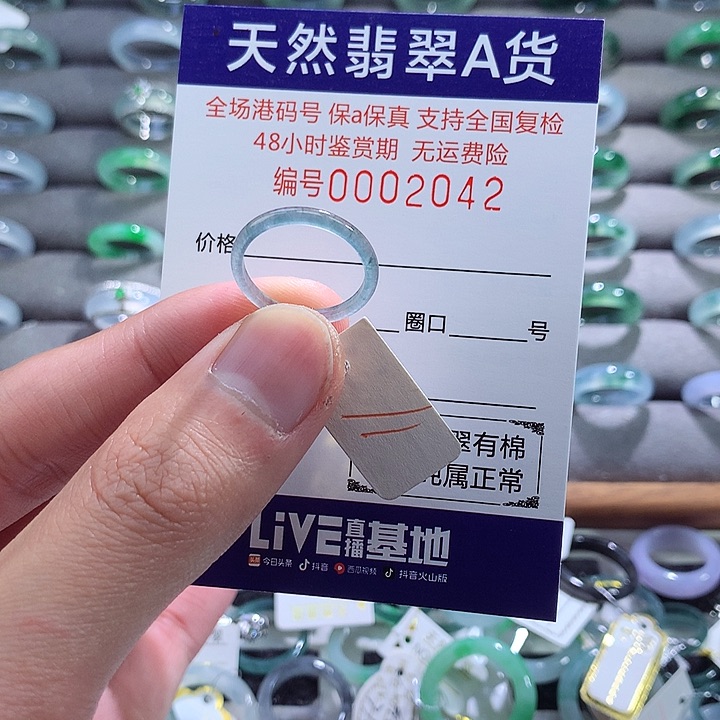 天然翡翠A货
全场港码号 保a保真 支持全国复检
48小时鉴赏期 无运费险
编号0002042
价格
圈口 号
翠有棉
属正常
LiVE直播基地
头条 今日头条 抖音 西瓜视频 抖音火山版